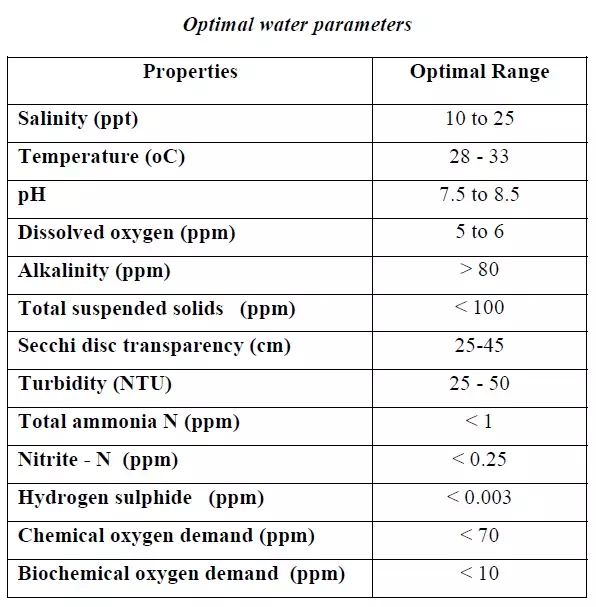 Optimal water parameters
Properties Optimal Range
Salinity (ppt) 10 to 25
Temperature (oC) 28 - 33
pH 7.5 to 8.5
Dissolved oxygen (ppm) 5 to 6
Alkalinity (ppm) > 80
Total suspended solids (ppm) < 100
Secchi disc transparency (cm) 25-45
Turbidity (NTU) 25 - 50
Total ammonia N (ppm) < 1
Nitrite - N (ppm) < 0.25
Hydrogen sulphide (ppm) < 0.003
Chemical oxygen demand (ppm) < 70
Biochemical oxygen demand (ppm) < 10